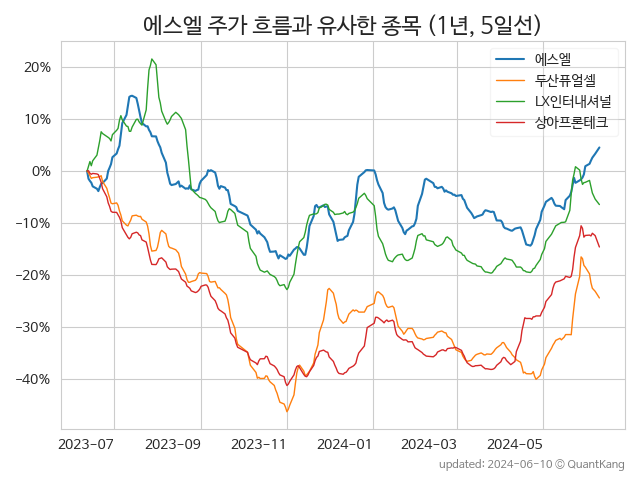 에스엘 주가 흐름과 유사한 종목 (1년, 5일선)
에스엘
두산퓨얼셀
LX인터내셔널
상아프론테크
20%
10%
0%
−10%
−20%
−30%
−40%
2023-07
2023-09
2023-11
2024-01
2024-03
2024-05
updated: 2024-06-10 © QuantKang